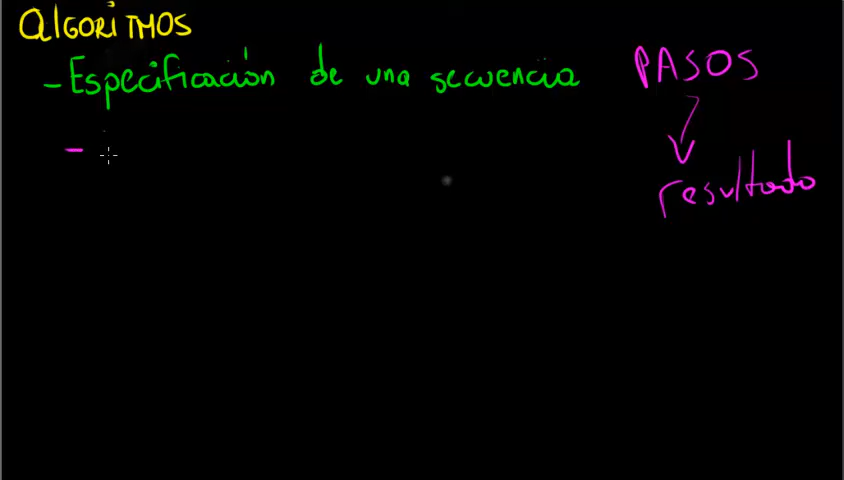 ALGORITMOS
- Especificación de una secuencia PASOS
-
resultado